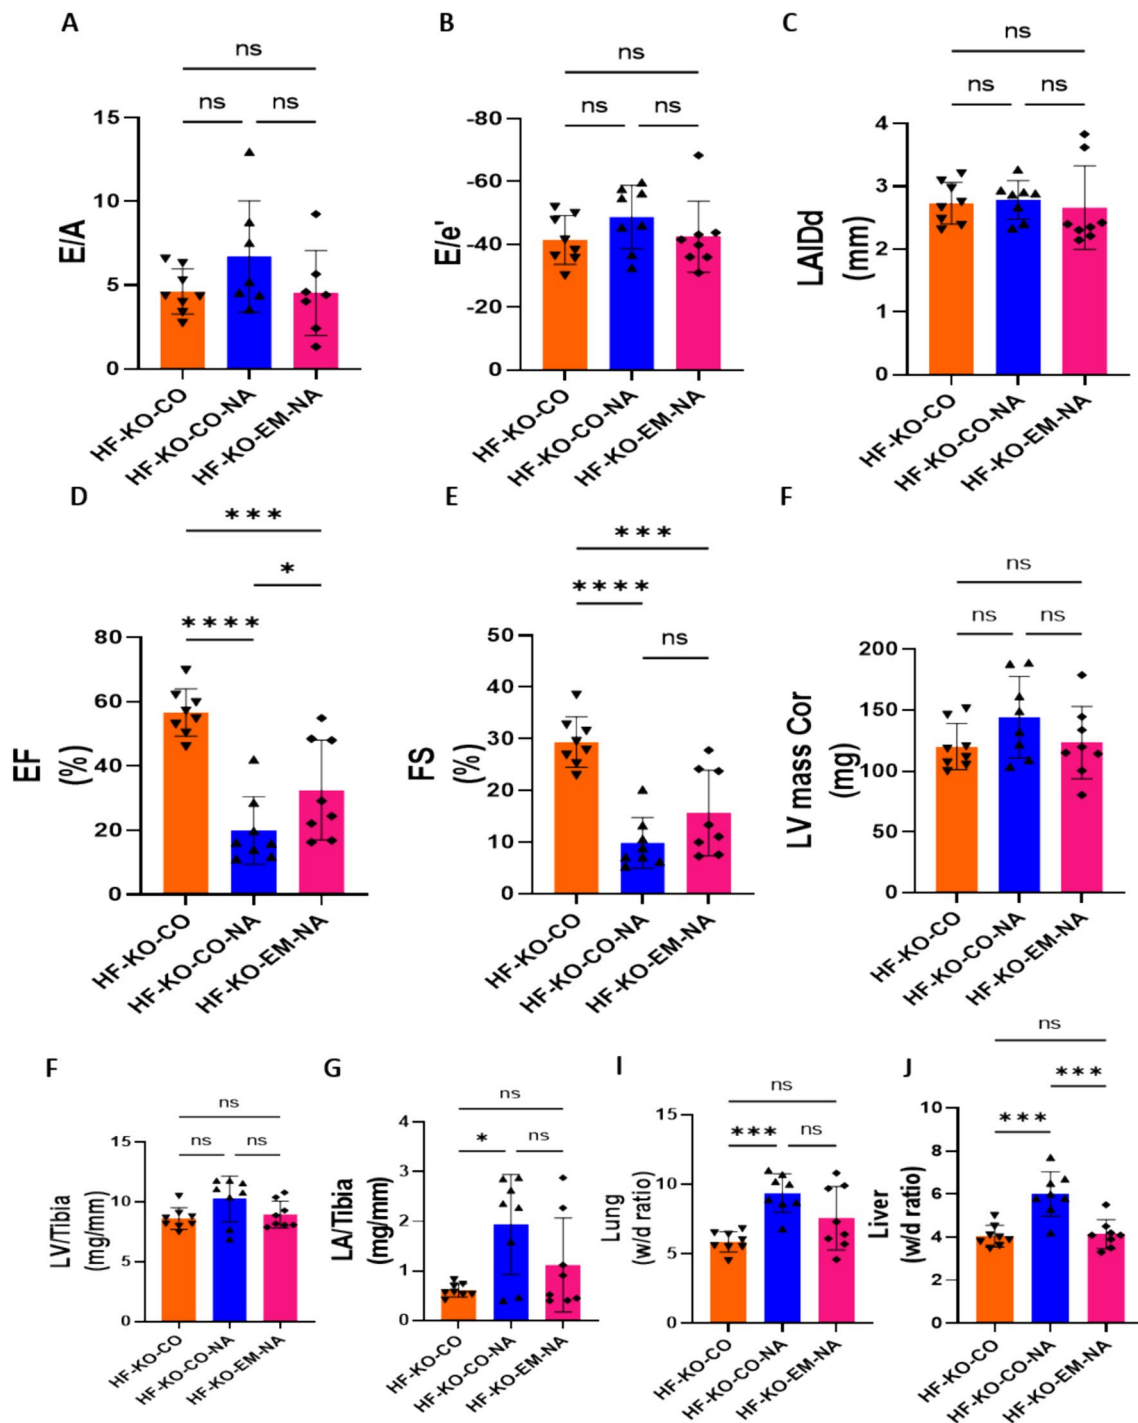 A
ns
ns
ns
15
10
5
0
E/A
HF-KO-CO
HF-KO-CO-NA
HF-KO-EM-NA
B
ns
ns
ns
-80
-60
-40
-20
0
E/e'
HF-KO-CO
HF-KO-CO-NA
HF-KO-EM-NA
C
ns
ns
ns
4
3
2
1
0
LAIDd
(mm)
HF-KO-CO
HF-KO-CO-NA
HF-KO-EM-NA
D
***
*
****
80
60
40
20
0
EF
(%)
HF-KO-CO
HF-KO-CO-NA
HF-KO-EM-NA
E
***
****
ns
50
40
30
20
10
0
FS
(%)
HF-KO-CO
HF-KO-CO-NA
HF-KO-EM-NA
F
ns
ns
ns
200
150
100
50
0
LV mass Cor
(mg)
HF-KO-CO
HF-KO-CO-NA
HF-KO-EM-NA
F
ns
ns
ns
15
10
5
0
LV/Tibia
(mg/mm)
HF-KO-CO
HF-KO-CO-NA
HF-KO-EM-NA
G
ns
*
ns
4
3
2
1
0
LA/Tibia
(mg/mm)
HF-KO-CO
HF-KO-CO-NA
HF-KO-EM-NA
I
ns
***
ns
15
10
5
0
Lung
(w/d ratio)
HF-KO-CO
HF-KO-CO-NA
HF-KO-EM-NA
J
ns
***
***
10
8
6
4
2
0
Liver
(w/d ratio)
HF-KO-CO
HF-KO-CO-NA
HF-KO-EM-NA